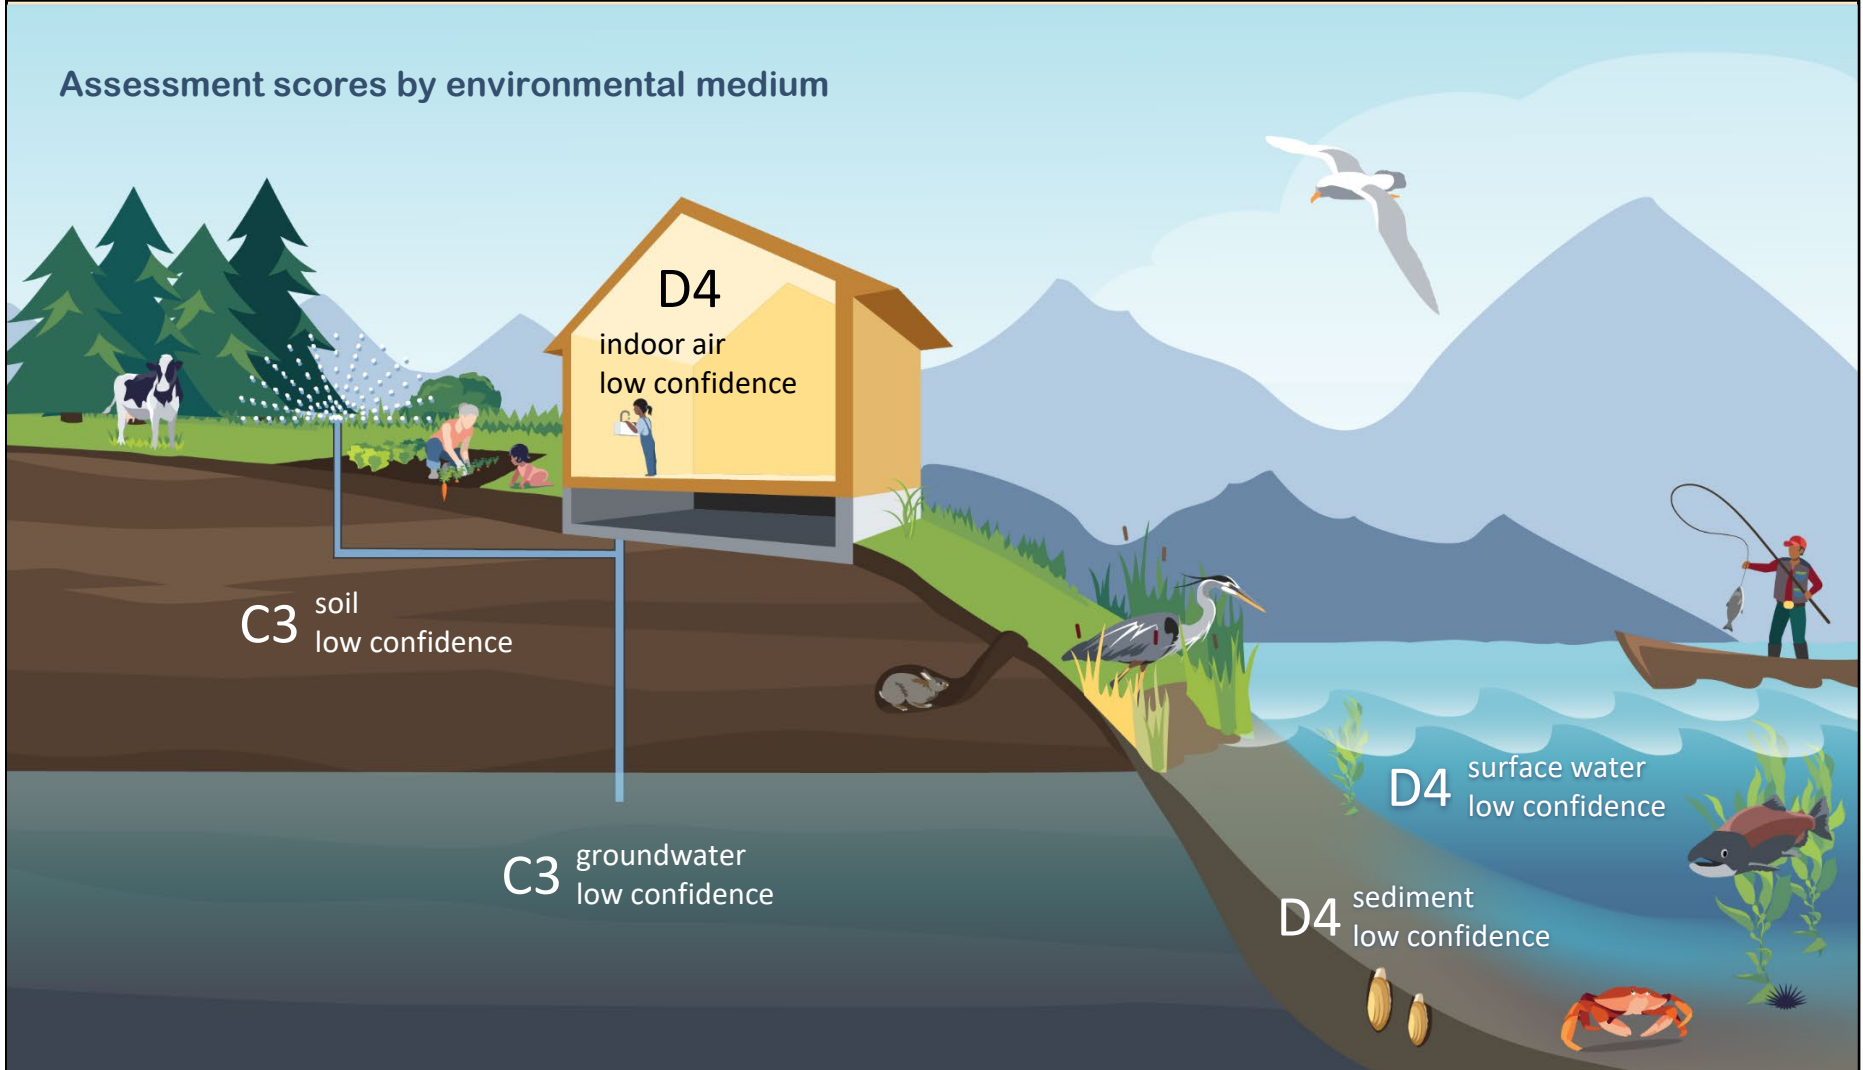 Assessment scores by environmental medium
D4
indoor air
low confidence
C3
soil
low confidence
C3
groundwater
low confidence
D4
surface water
low confidence
D4
sediment
low confidence